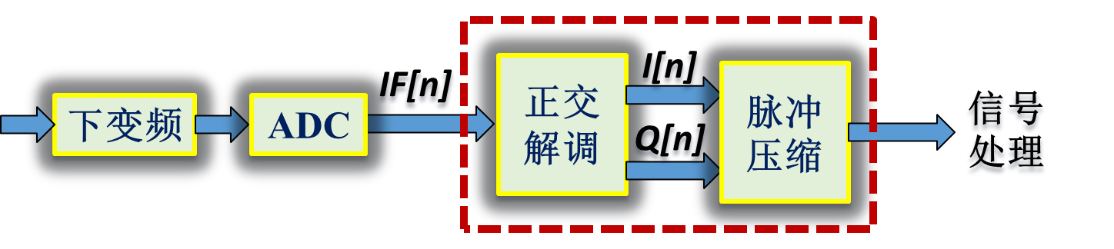 下变频
ADC
IF[n]
正交
解调
I[n]
Q[n]
脉冲
压缩
信号
处理